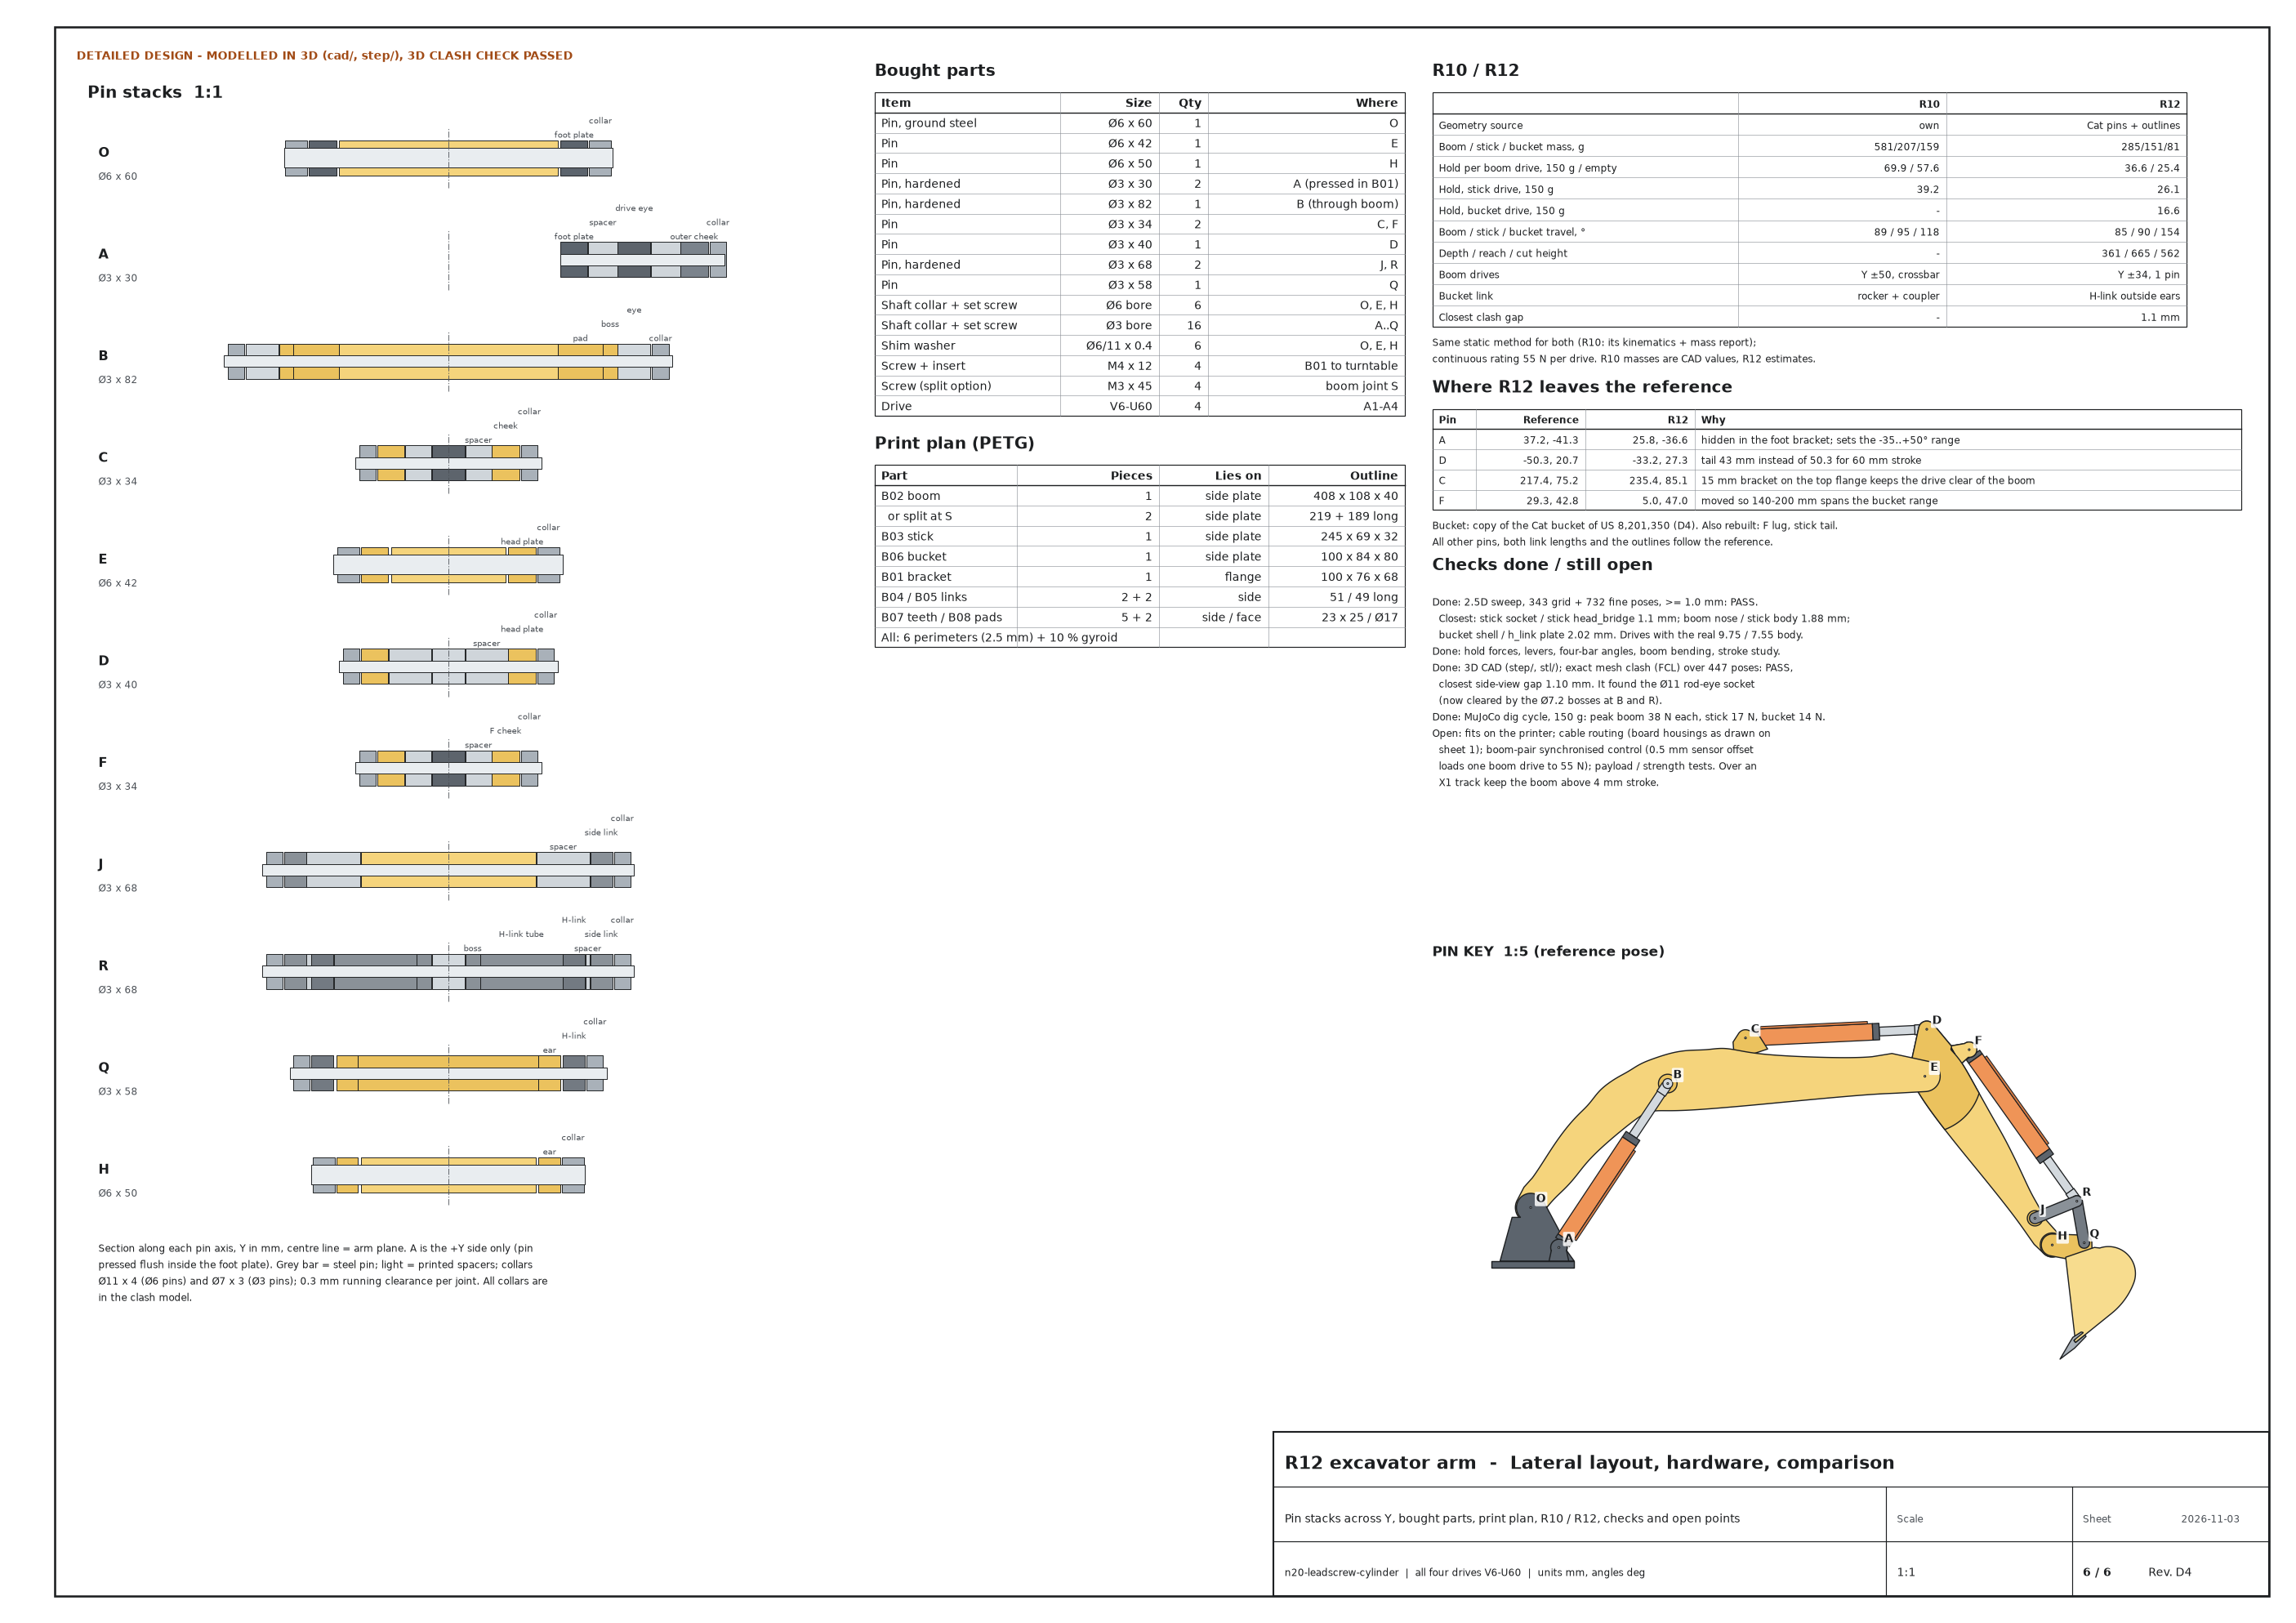 DETAILED DESIGN - MODELLED IN 3D (cad/, step/), 3D CLASH CHECK PASSED
Pin stacks 1:1
collar
foot plate
O
Ø6 x 60
drive eye
spacer collar
foot plate outer cheek
A
Ø3 x 30
eye
boss
pad collar
B
Ø3 x 82
collar
cheek
spacer
C
Ø3 x 34
collar
head plate
E
Ø6 x 42
collar
head plate
spacer
D
Ø3 x 40
collar
F cheek
spacer
F
Ø3 x 34
collar
side link
spacer
J
Ø3 x 68
H-link collar
H-link tube side link
boss spacer
R
Ø3 x 68
collar
H-link
ear
Q
Ø3 x 58
collar
ear
H
Ø6 x 50
Section along each pin axis, Y in mm, centre line = arm plane. A is the +Y side only (pin
pressed flush inside the foot plate). Grey bar = steel pin; light = printed spacers; collars
Ø11 x 4 (Ø6 pins) and Ø7 x 3 (Ø3 pins); 0.3 mm running clearance per joint. All collars are
in the clash model.
Bought parts
Item Size Qty Where
Pin, ground steel Ø6 x 60 1 O
Pin Ø6 x 42 1 E
Pin Ø6 x 50 1 H
Pin, hardened Ø3 x 30 2 A (pressed in B01)
Pin, hardened Ø3 x 82 1 B (through boom)
Pin Ø3 x 34 2 C, F
Pin Ø3 x 40 1 D
Pin, hardened Ø3 x 68 2 J, R
Pin Ø3 x 58 1 Q
Shaft collar + set screw Ø6 bore 6 O, E, H
Shaft collar + set screw Ø3 bore 16 A..Q
Shim washer Ø6/11 x 0.4 6 O, E, H
Screw + insert M4 x 12 4 B01 to turntable
Screw (split option) M3 x 45 4 boom joint S
Drive V6-U60 4 A1-A4
Print plan (PETG)
Part Pieces Lies on Outline
B02 boom 1 side plate 408 x 108 x 40
or split at S 2 side plate 219 + 189 long
B03 stick 1 side plate 245 x 69 x 32
B06 bucket 1 side plate 100 x 84 x 80
B01 bracket 1 flange 100 x 76 x 68
B04 / B05 links 2 + 2 side 51 / 49 long
B07 teeth / B08 pads 5 + 2 side / face 23 x 25 / Ø17
All: 6 perimeters (2.5 mm) + 10 % gyroid
R10 / R12
R10 R12
Geometry source own Cat pins + outlines
Boom / stick / bucket mass, g 581/207/159 285/151/81
Hold per boom drive, 150 g / empty 69.9 / 57.6 36.6 / 25.4
Hold, stick drive, 150 g 39.2 26.1
Hold, bucket drive, 150 g - 16.6
Boom / stick / bucket travel, ° 89 / 95 / 118 85 / 90 / 154
Depth / reach / cut height - 361 / 665 / 562
Boom drives Y ±50, crossbar Y ±34, 1 pin
Bucket link rocker + coupler H-link outside ears
Closest clash gap - 1.1 mm
Same static method for both (R10: its kinematics + mass report);
continuous rating 55 N per drive. R10 masses are CAD values, R12 estimates.
Where R12 leaves the reference
Pin Reference R12 Why
A 37.2, -41.3 25.8, -36.6 hidden in the foot bracket; sets the -35..+50° range
D -50.3, 20.7 -33.2, 27.3 tail 43 mm instead of 50.3 for 60 mm stroke
C 217.4, 75.2 235.4, 85.1 15 mm bracket on the top flange keeps the drive clear of the boom
F 29.3, 42.8 5.0, 47.0 moved so 140-200 mm spans the bucket range
Bucket: copy of the Cat bucket of US 8,201,350 (D4). Also rebuilt: F lug, stick tail.
All other pins, both link lengths and the outlines follow the reference.
Checks done / still open
Done: 2.5D sweep, 343 grid + 732 fine poses, >= 1.0 mm: PASS.
Closest: stick socket / stick head_bridge 1.1 mm; boom nose / stick body 1.88 mm;
bucket shell / h_link plate 2.02 mm. Drives with the real 9.75 / 7.55 body.
Done: hold forces, levers, four-bar angles, boom bending, stroke study.
Done: 3D CAD (step/, stl/); exact mesh clash (FCL) over 447 poses: PASS,
closest side-view gap 1.10 mm. It found the Ø11 rod-eye socket
(now cleared by the Ø7.2 bosses at B and R).
Done: MuJoCo dig cycle, 150 g: peak boom 38 N each, stick 17 N, bucket 14 N.
Open: fits on the printer; cable routing (board housings as drawn on
sheet 1); boom-pair synchronised control (0.5 mm sensor offset
loads one boom drive to 55 N); payload / strength tests. Over an
X1 track keep the boom above 4 mm stroke.
PIN KEY 1:5 (reference pose)
C
D
F
E
B
R
O
J
A
H
Q
R12 excavator arm - Lateral layout, hardware, comparison
Pin stacks across Y, bought parts, print plan, R10 / R12, checks and open points
Scale
Sheet 2026-11-03
n20-leadscrew-cylinder | all four drives V6-U60 | units mm, angles deg
1:1
6 / 6 Rev. D4